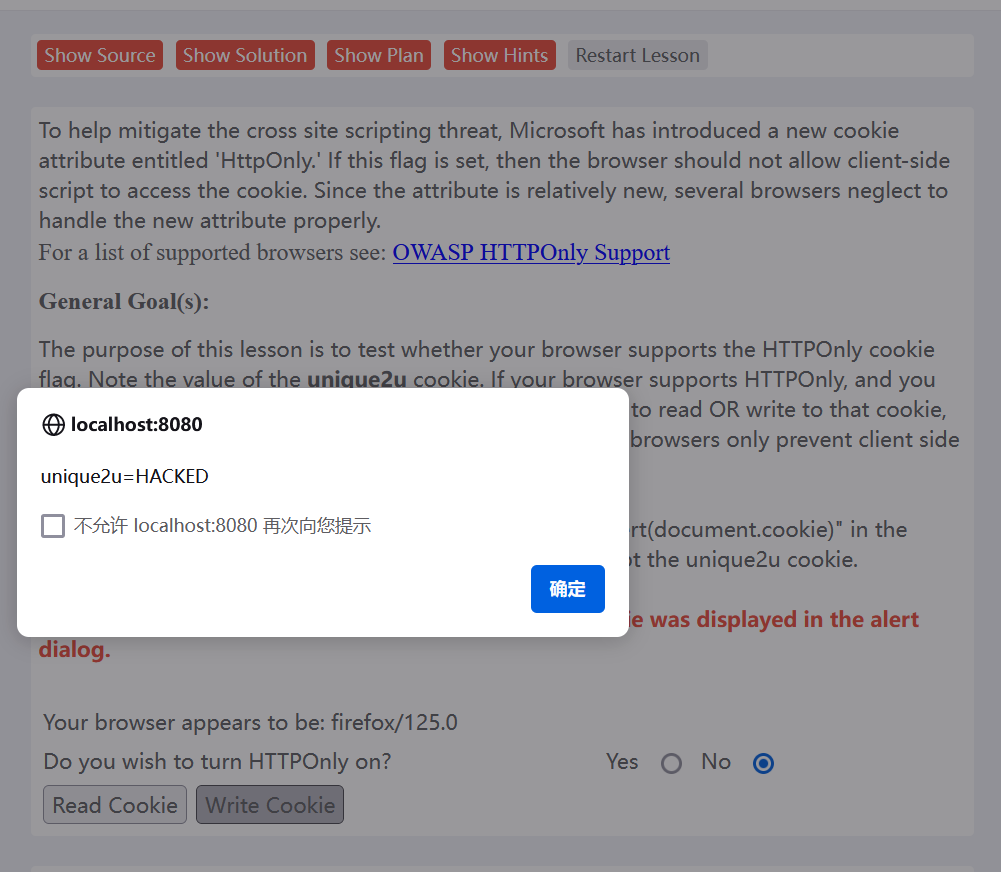 Show Source Show Solution Show Plan Show Hints Restart Lesson
To help mitigate the cross site scripting threat, Microsoft has introduced a new cookie
attribute entitled 'HttpOnly.' If this flag is set, then the browser should not allow client-side
script to access the cookie. Since the attribute is relatively new, several browsers neglect to
handle the new attribute properly.
For a list of supported browsers see: OWASP HTTPOnly Support
General Goal(s):
The purpose of this lesson is to test whether your browser supports the HTTPOnly cookie
flag. Note the value of the unique2u cookie. If your browser supports HTTPOnly, and you
to read OR write to that cookie,
browsers only prevent client side
localhost:8080
unique2u=HACKED
不允许 localhost:8080 再次向您提示
确定
rt(document.cookie)" in the
t the unique2u cookie.
e was displayed in the alert
dialog.
Your browser appears to be: firefox/125.0
Do you wish to turn HTTPOnly on? Yes No
Read Cookie Write Cookie